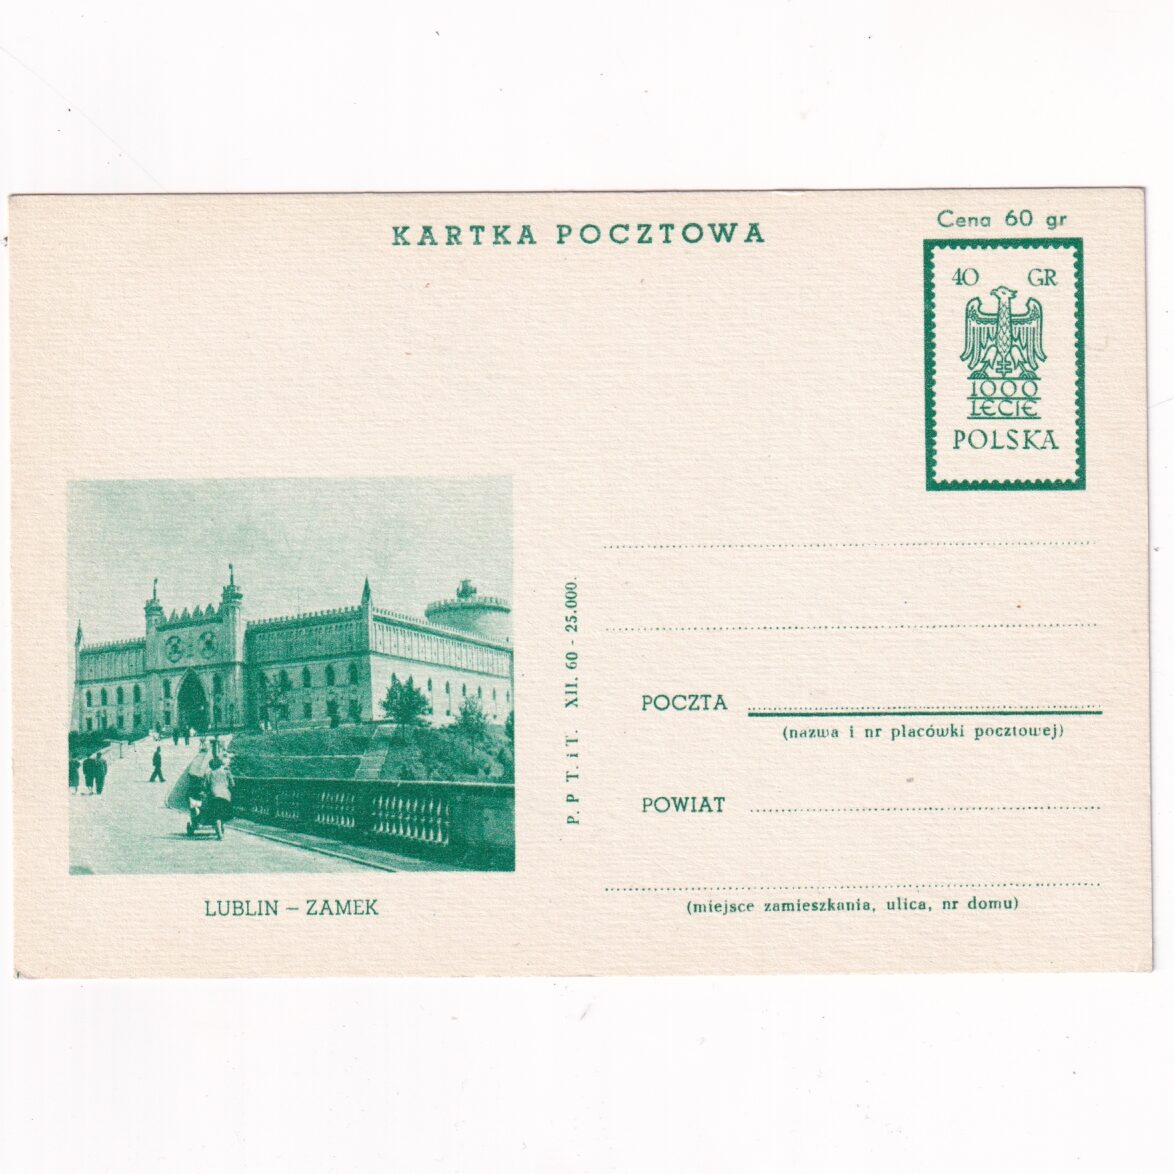 KARTKA POCZTOWA
Cena 60 gr
40 GR
1000
LECIE
POLSKA
P. P T. i T. XII. 60 - 25.000.
POCZTA
(nazwa i nr placówki pocztowej)
POWIAT
(miejsce zamieszkania, ulica, nr domu)
LUBLIN – ZAMEK